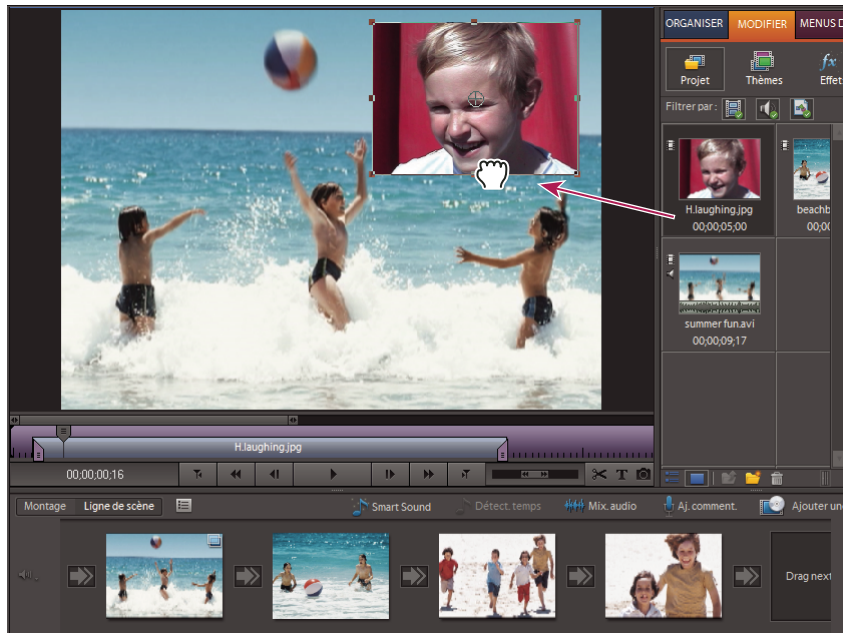 ORGANISER MODIFIER MENUS D
Projet Thèmes Effet
Filtrer par :
H.laughing.jpg beachb
00;00;05;00 00;00
summer fun.avi
00;00;09;17
H.laughing.jpg
00;00;00;16
Montage Ligne de scène Smart Sound Détect. temps Mix. audio Aj. comment. Ajouter une
Drag next